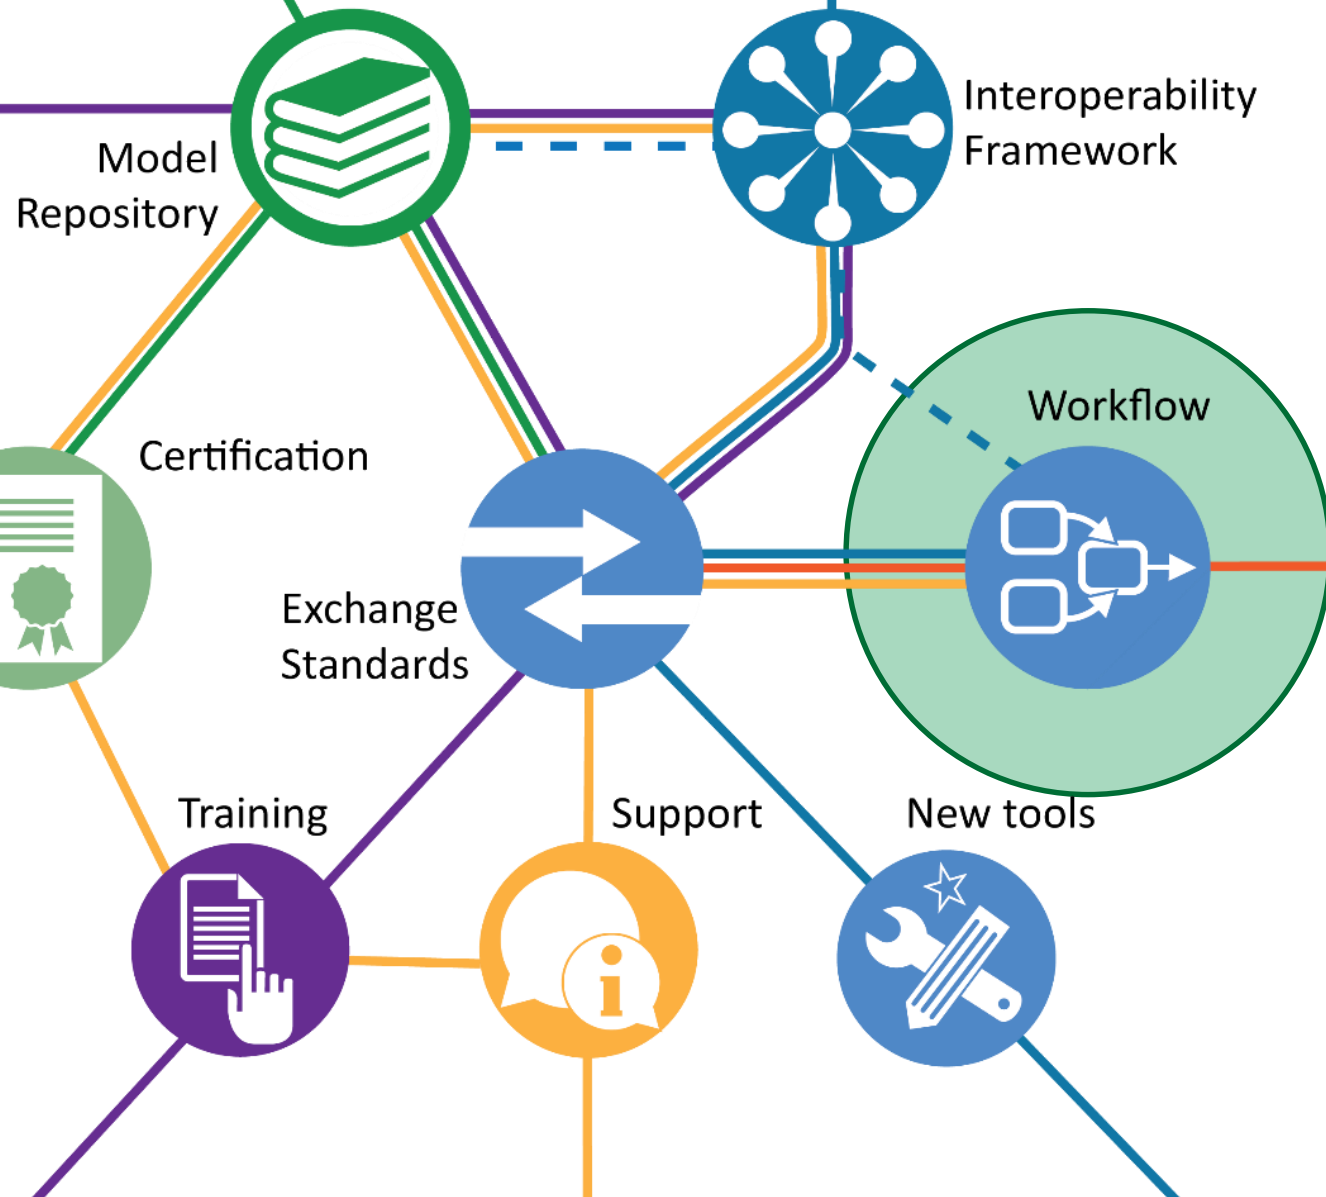 Interoperability
Framework
Model
Repository
Workflow
Certification
Exchange
Standards
Training
Support
New tools